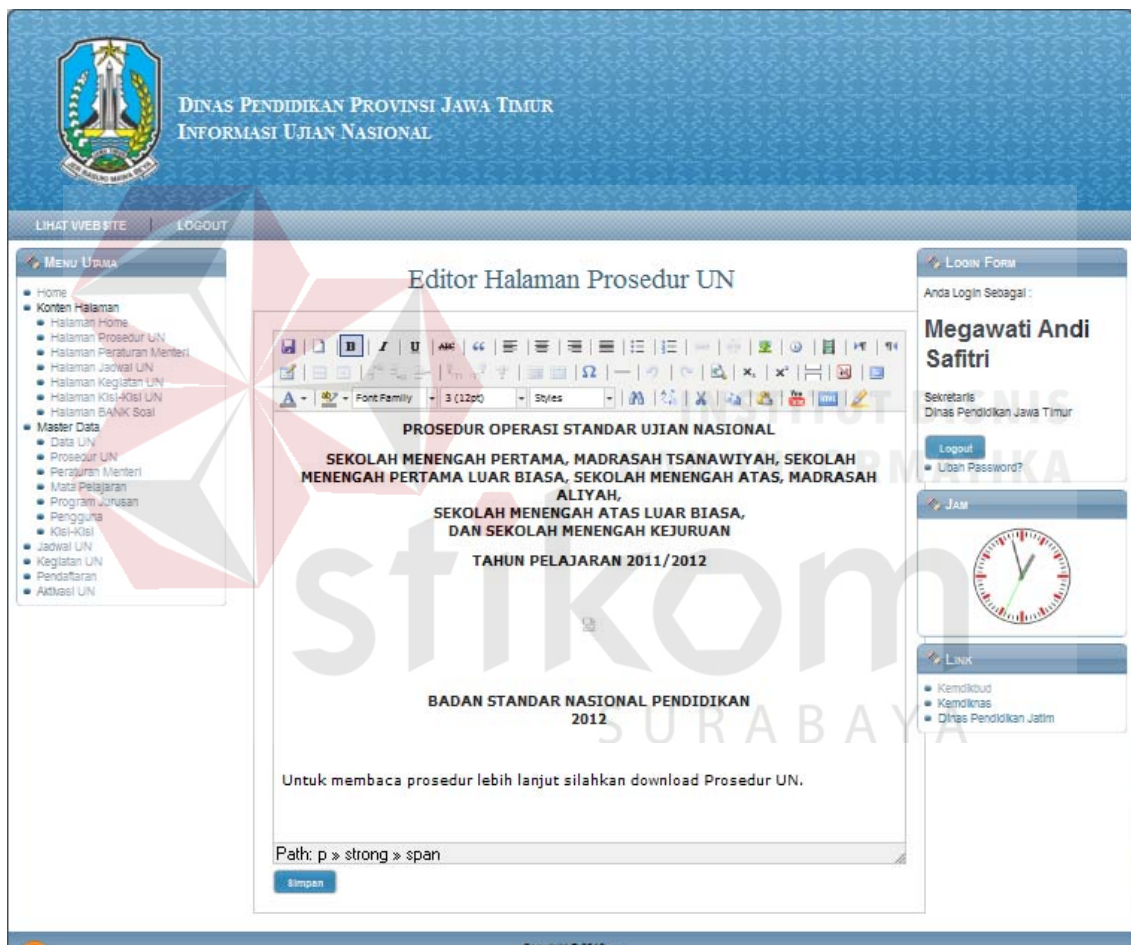 DINAS PENDIDIKAN PROVINSI JAWA TIMUR
INFORMASI UJIAN NASIONAL
JER BASUKI MAWA BEYA
LIHAT WEBSITE | LOGOUT
MENU UTAMA
Home
Konten Halaman
Halaman Home
Halaman Prosedur UN
Halaman Peraturan Menteri
Halaman Jadwal UN
Halaman Kegiatan UN
Halaman Kisi-Kisi UN
Halaman BANK Soal
Master Data
Data UN
Prosedur UN
Peraturan Menteri
Mata Pelajaran
Program Jurusan
Pengguna
Kisi-Kisi
Jadwal UN
Kegiatan UN
Pendaftaran
Aktivasi UN
Editor Halaman Prosedur UN
Font Family 3 (12pt) Styles
PROSEDUR OPERASI STANDAR UJIAN NASIONAL
SEKOLAH MENENGAH PERTAMA, MADRASAH TSANAWIYAH, SEKOLAH
MENENGAH PERTAMA LUAR BIASA, SEKOLAH MENENGAH ATAS, MADRASAH
ALIYAH,
SEKOLAH MENENGAH ATAS LUAR BIASA,
DAN SEKOLAH MENENGAH KEJURUAN
TAHUN PELAJARAN 2011/2012
BADAN STANDAR NASIONAL PENDIDIKAN
2012
Untuk membaca prosedur lebih lanjut silahkan download Prosedur UN.
Path: p » strong » span
Simpan
LOGIN FORM
Anda Login Sebagai :
Megawati Andi
Safitri
Sekretaris
Dinas Pendidikan Jawa Timur
Logout
Ubah Password?
JAM
LINK
Kemdikbud
Kemdiknas
Dinas Pendidikan Jatim
INSTITUT BISNIS
stikom
SURABAYA